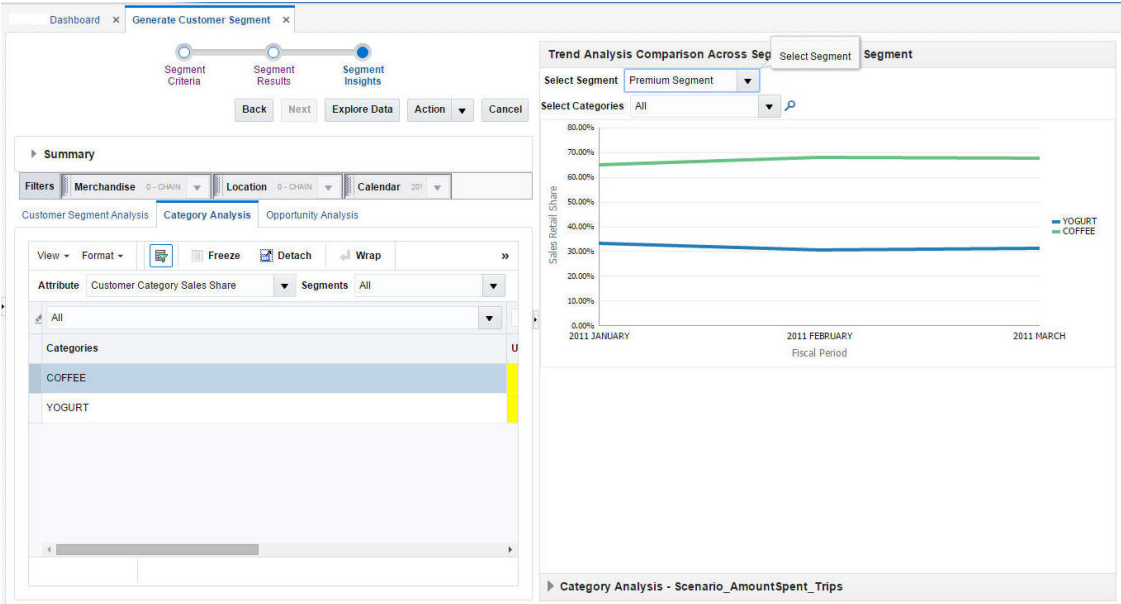 Dashboard × Generate Customer Segment ×
Segment Criteria
Segment Results
Segment Insights
Back Next Explore Data Action Cancel
Summary
Filters Merchandise 0 - CHAIN Location 0 - CHAIN Calendar 201
Customer Segment Analysis Category Analysis Opportunity Analysis
View Format Freeze Detach Wrap »
Attribute Customer Category Sales Share Segments All
All
Categories U
COFFEE
YOGURT
Trend Analysis Comparison Across Seg Segment
Select Segment
Select Segment Premium Segment
Select Categories All
80.00%
70.00%
60.00%
50.00%
40.00%
30.00%
20.00%
10.00%
0.00%
Sales Retail Share
2011 JANUARY 2011 FEBRUARY 2011 MARCH
Fiscal Period
YOGURT
COFFEE
Category Analysis - Scenario_AmountSpent_Trips